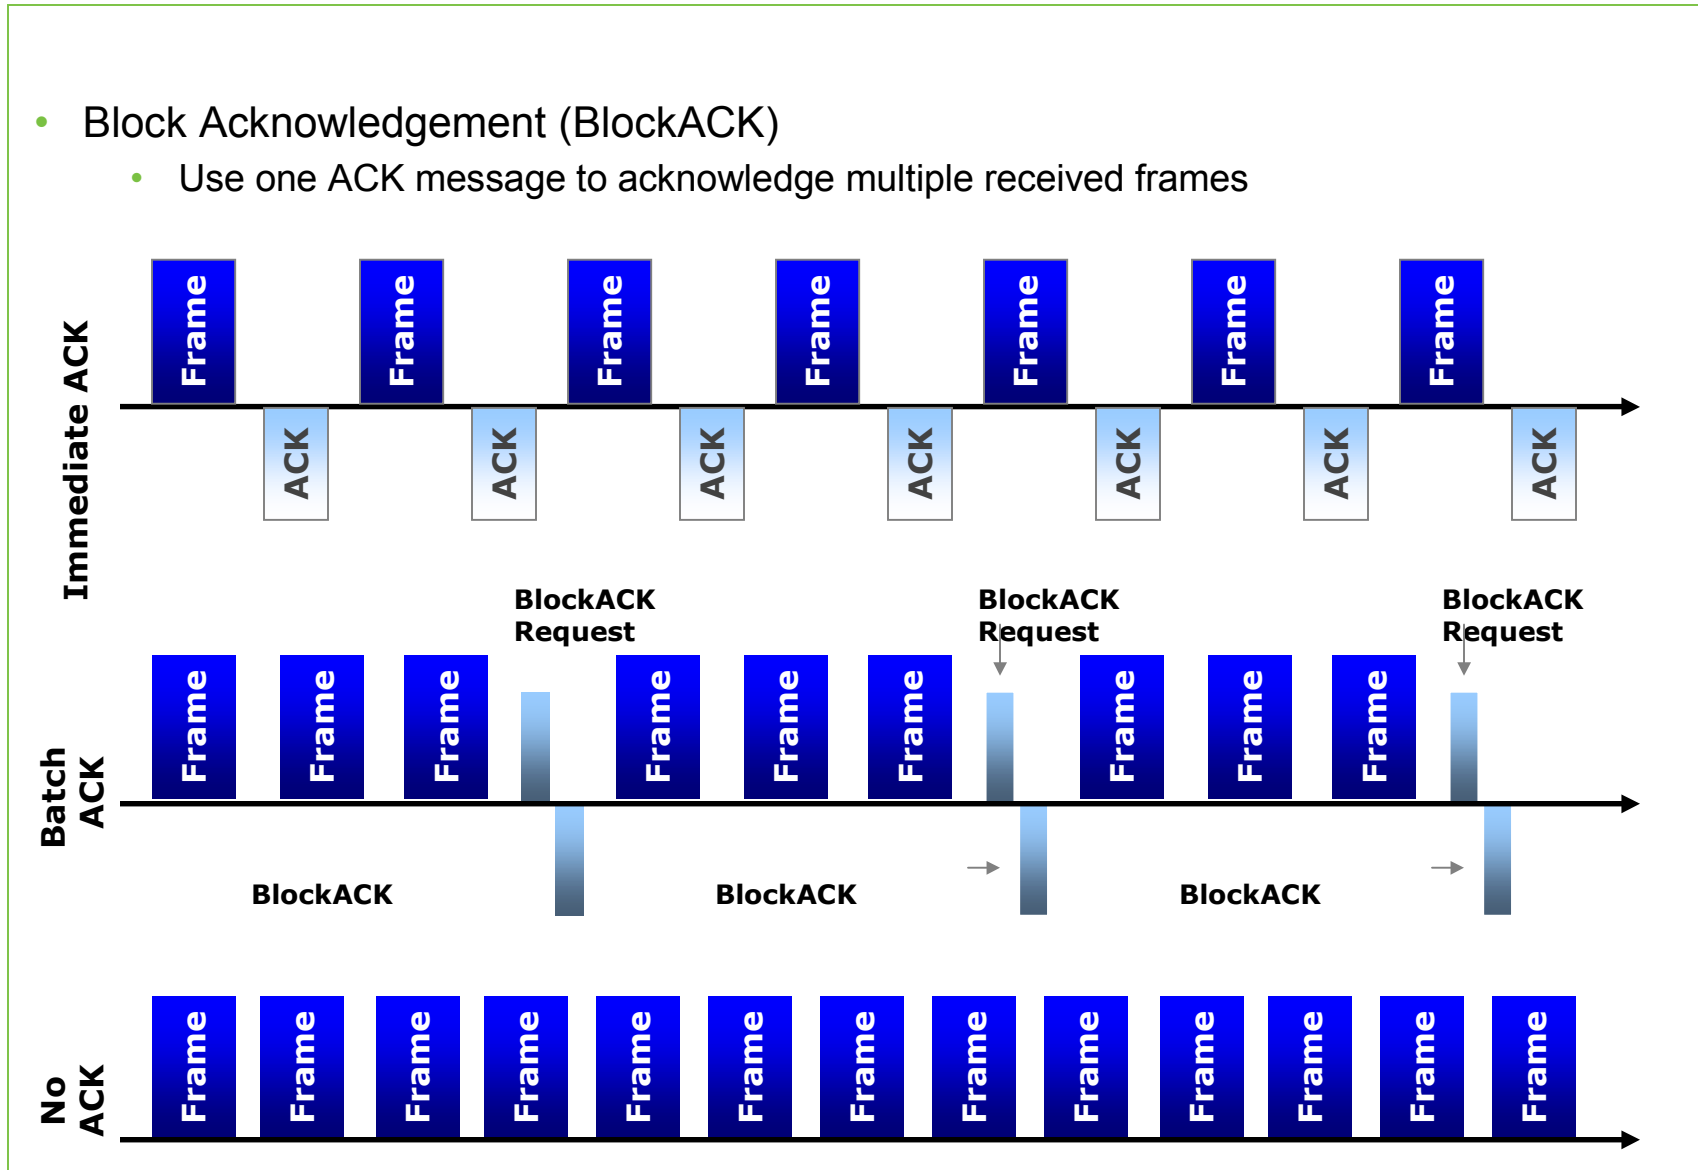 • Block Acknowledgement (BlockACK)
• Use one ACK message to acknowledge multiple received frames
Immediate ACK
Frame
Frame
Frame
Frame
Frame
Frame
Frame
ACK
ACK
ACK
ACK
ACK
ACK
ACK
BlockACK
Request
BlockACK
Request
BlockACK
Request
Batch
ACK
Frame
Frame
Frame
Frame
Frame
Frame
Frame
Frame
Frame
BlockACK
BlockACK
BlockACK
No
ACK
Frame
Frame
Frame
Frame
Frame
Frame
Frame
Frame
Frame
Frame
Frame
Frame
Frame